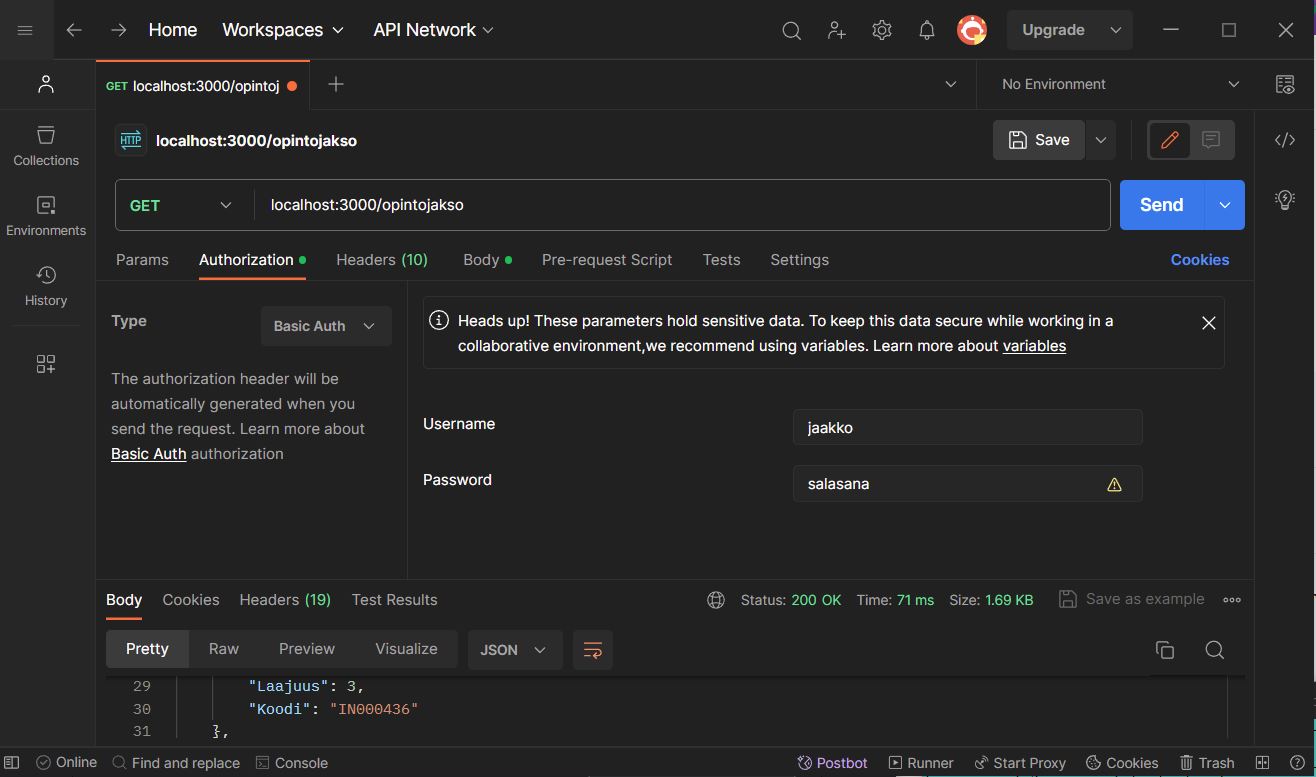 Home Workspaces API Network Upgrade
GET localhost:3000/opintoj No Environment
HTTP localhost:3000/opintojakso Save
Collections
GET localhost:3000/opintojakso Send
Environments
Params Authorization Headers (10) Body Pre-request Script Tests Settings Cookies
History
Type Basic Auth
Heads up! These parameters hold sensitive data. To keep this data secure while working in a
collaborative environment,we recommend using variables. Learn more about variables
The authorization header will be
automatically generated when you
send the request. Learn more about
Basic Auth authorization
Username jaakko
Password salasana
Body Cookies Headers (19) Test Results Status: 200 OK Time: 71 ms Size: 1.69 KB Save as example
Pretty Raw Preview Visualize JSON
29 "Laajuus": 3,
30 "Koodi": "IN000436"
31 },
Online Find and replace Console Postbot Runner Start Proxy Cookies Trash